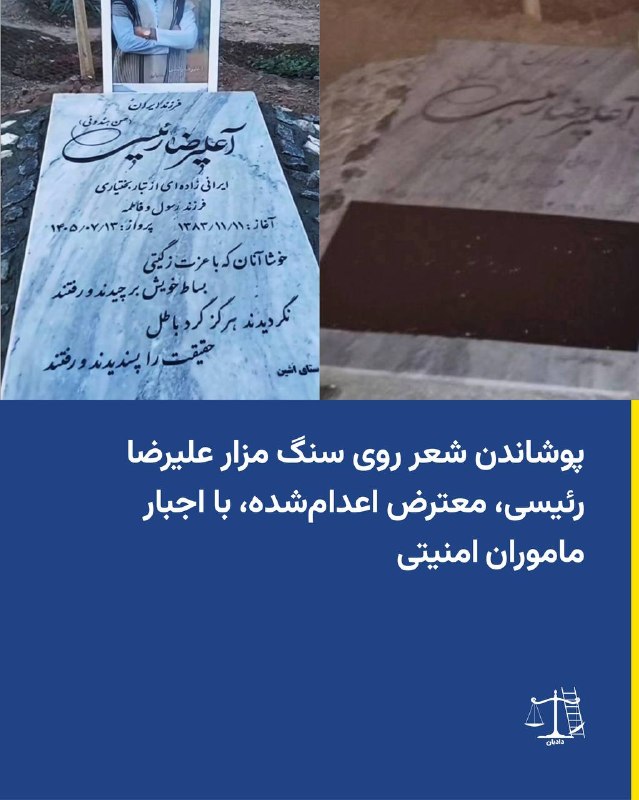 فرزند ایران
آعلیرضا رئیسی
ایرانی زاده‌ای از تبار بختیاری
فرزند رسول و فاطمه
آغاز: ۱۳۸۳/۱۱/۱۱ پرواز: ۱۴۰۵/۰۷/۱۳
خوشا آنان که با عزت ز گیتی
بساط خویش برچیدند و رفتند
نگردیدند هرگز گرد باطل
حقیقت را پسندیدند و رفتند
آعلیرضا رئیسی
پوشاندن شعر روی سنگ مزار علیرضا
رئیسی، معترض اعدام‌شده، با اجبار
ماموران امنیتی
دادبان